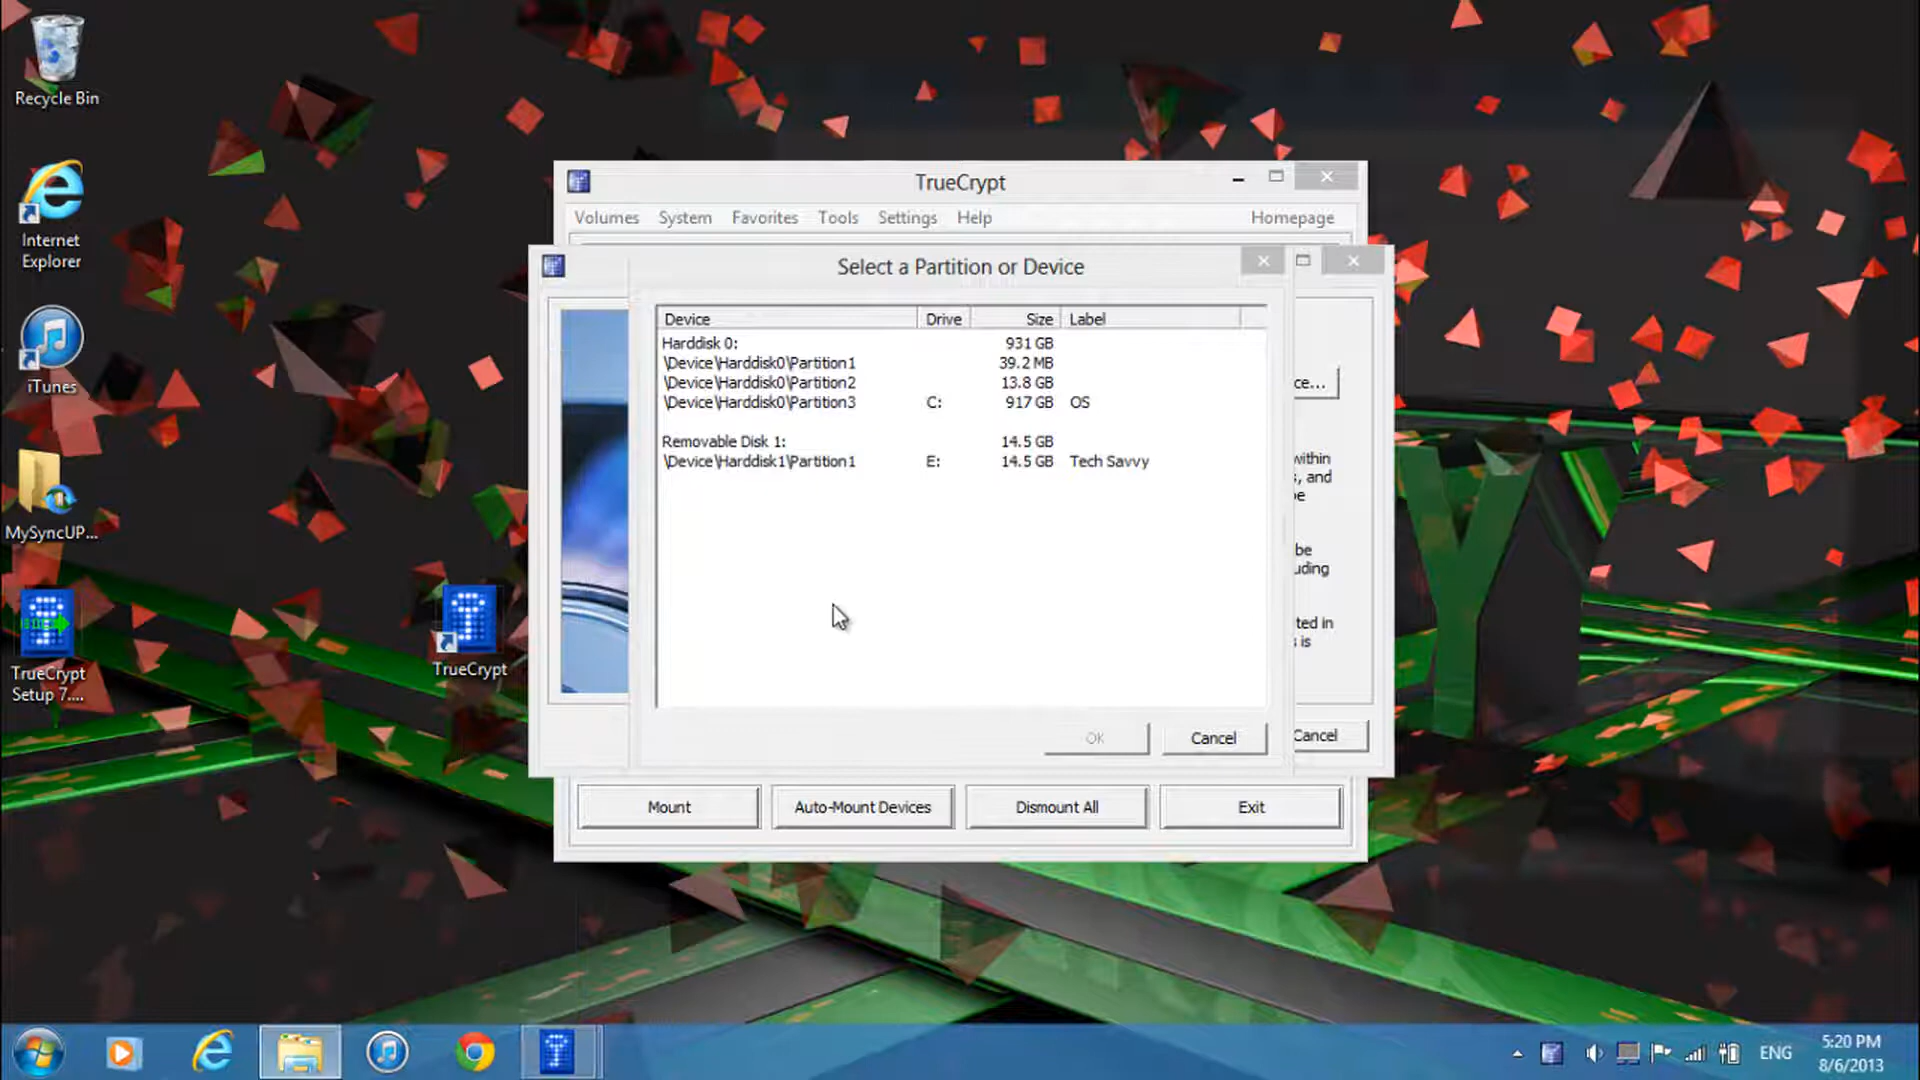 Recycle Bin
Internet
Explorer
iTunes
MySyncUP...
TrueCrypt
Setup 7....
TrueCrypt
TrueCrypt
Volumes System Favorites Tools Settings Help Homepage
Select a Partition or Device
Device Drive Size Label
Harddisk 0: 931 GB
\Device\Harddisk0\Partition1 39.2 MB
\Device\Harddisk0\Partition2 13.8 GB
\Device\Harddisk0\Partition3 C: 917 GB OS
Removable Disk 1: 14.5 GB
\Device\Harddisk1\Partition1 E: 14.5 GB Tech Savvy
OK Cancel
ce...
within
s, and
be
be
uding
ted in
is
Cancel
Mount Auto-Mount Devices Dismount All Exit
Y
ENG
5:20 PM
8/6/2013